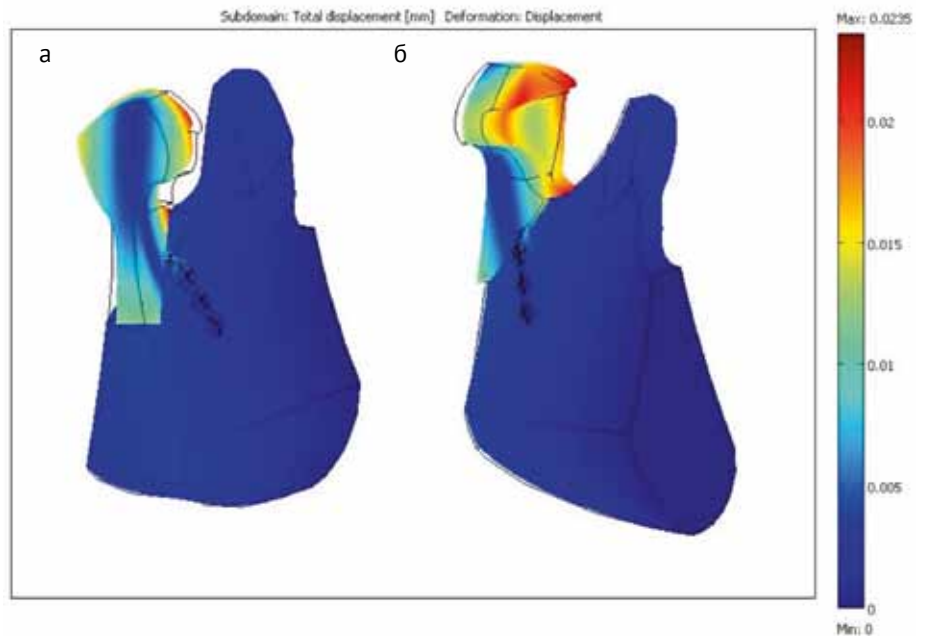 Subdomain: Total displacement [mm] Deformation: Displacement
Max: 0.0235
а
б
0.02
0.015
0.01
0.005
0
Min: 0